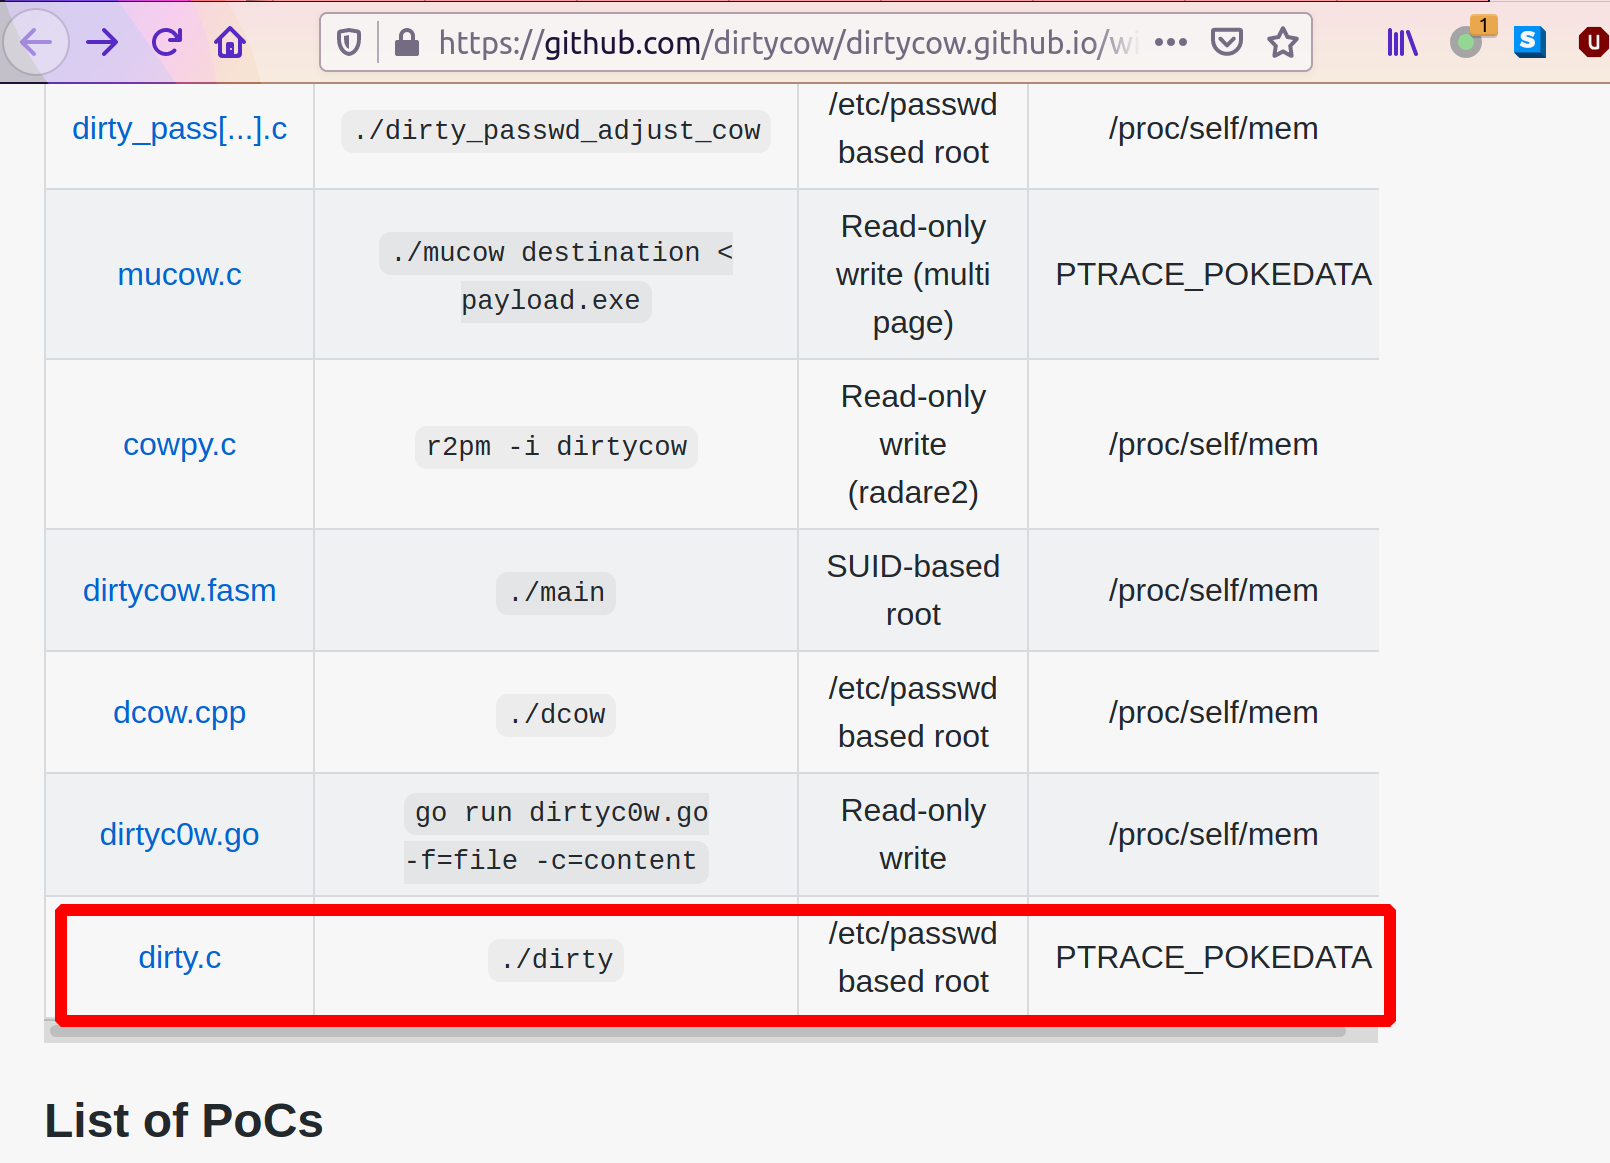 https://github.com/dirtycow/dirtycow.github.io/wi
1
S
U
dirty_pass[...].c
./dirty_passwd_adjust_cow
/etc/passwd
based root
/proc/self/mem
mucow.c
./mucow destination <
payload.exe
Read-only
write (multi
page)
PTRACE_POKEDATA
cowpy.c
r2pm -i dirtycow
Read-only
write
(radare2)
/proc/self/mem
dirtycow.fasm
./main
SUID-based
root
/proc/self/mem
dcow.cpp
./dcow
/etc/passwd
based root
/proc/self/mem
dirtyc0w.go
go run dirtyc0w.go
-f=file -c=content
Read-only
write
/proc/self/mem
dirty.c
./dirty
/etc/passwd
based root
PTRACE_POKEDATA
List of PoCs